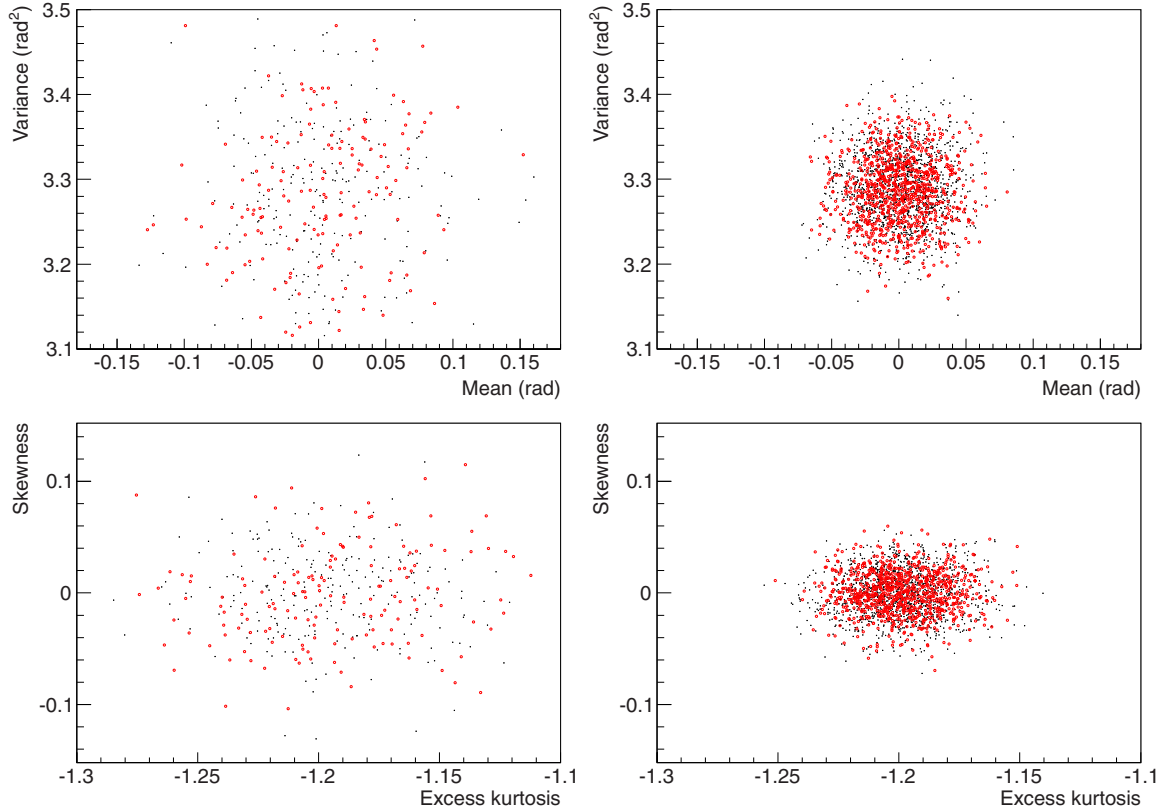 Variance (rad²)
3.5
3.4
3.3
3.2
3.1
-0.15 -0.1 -0.05 0 0.05 0.1 0.15
Mean (rad)
Variance (rad²)
3.5
3.4
3.3
3.2
3.1
-0.15 -0.1 -0.05 0 0.05 0.1 0.15
Mean (rad)
Skewness
0.1
0
-0.1
-1.3 -1.25 -1.2 -1.15 -1.1
Excess kurtosis
Skewness
0.1
0
-0.1
-1.3 -1.25 -1.2 -1.15 -1.1
Excess kurtosis